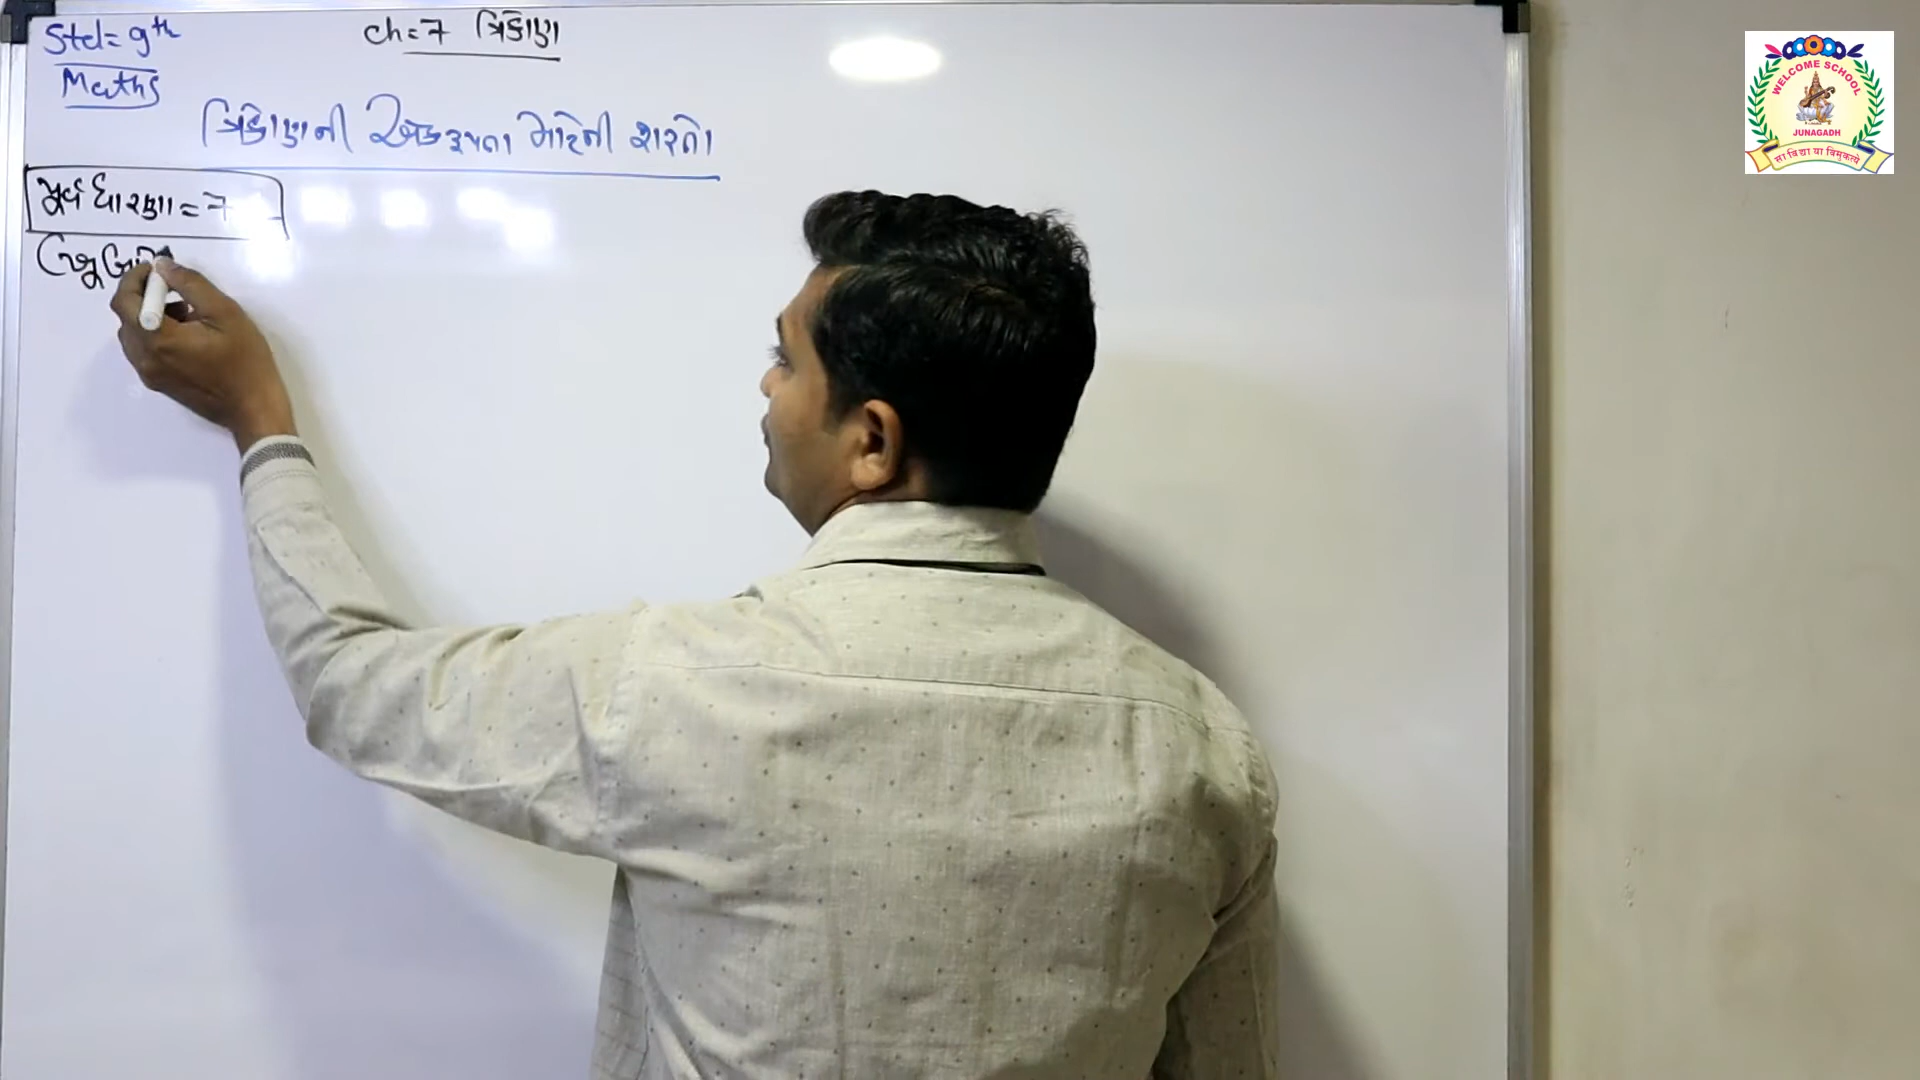 Std = 9th
Maths
ch = 7 ત્રિકોણ
ત્રિકોણની એકરૂપતા માટેની શરતો
પૂર્વધારણા = 7
(ખૂબા
WELCOME SCHOOL
JUNAGADH
सा विद्या या विमुक्तये